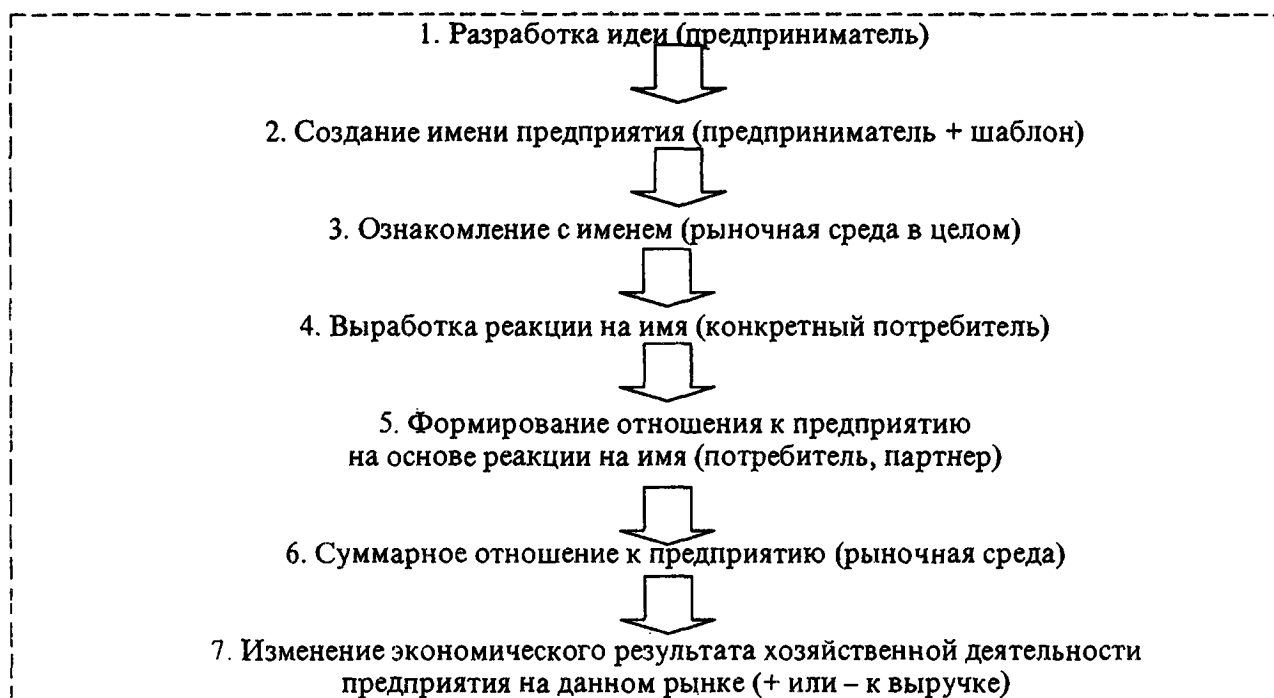 1. Разработка идеи (предприниматель)
2. Создание имени предприятия (предприниматель + шаблон)
3. Ознакомление с именем (рыночная среда в целом)
4. Выработка реакции на имя (конкретный потребитель)
5. Формирование отношения к предприятию
на основе реакции на имя (потребитель, партнер)
6. Суммарное отношение к предприятию (рыночная среда)
7. Изменение экономического результата хозяйственной деятельности
предприятия на данном рынке (+ или – к выручке)